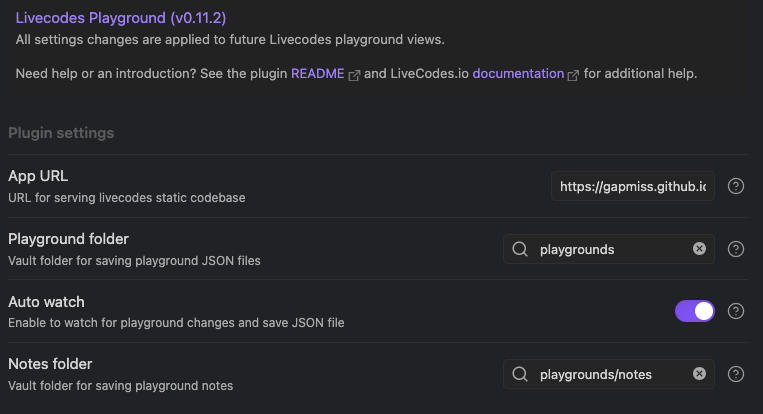 Livecodes Playground (v0.11.2)
All settings changes are applied to future Livecodes playground views.
Need help or an introduction? See the plugin README and LiveCodes.io documentation for additional help.
Plugin settings
App URL
URL for serving livecodes static codebase
https://gapmiss.github.io
Playground folder
Vault folder for saving playground JSON files
playgrounds
Auto watch
Enable to watch for playground changes and save JSON file
Notes folder
Vault folder for saving playground notes
playgrounds/notes